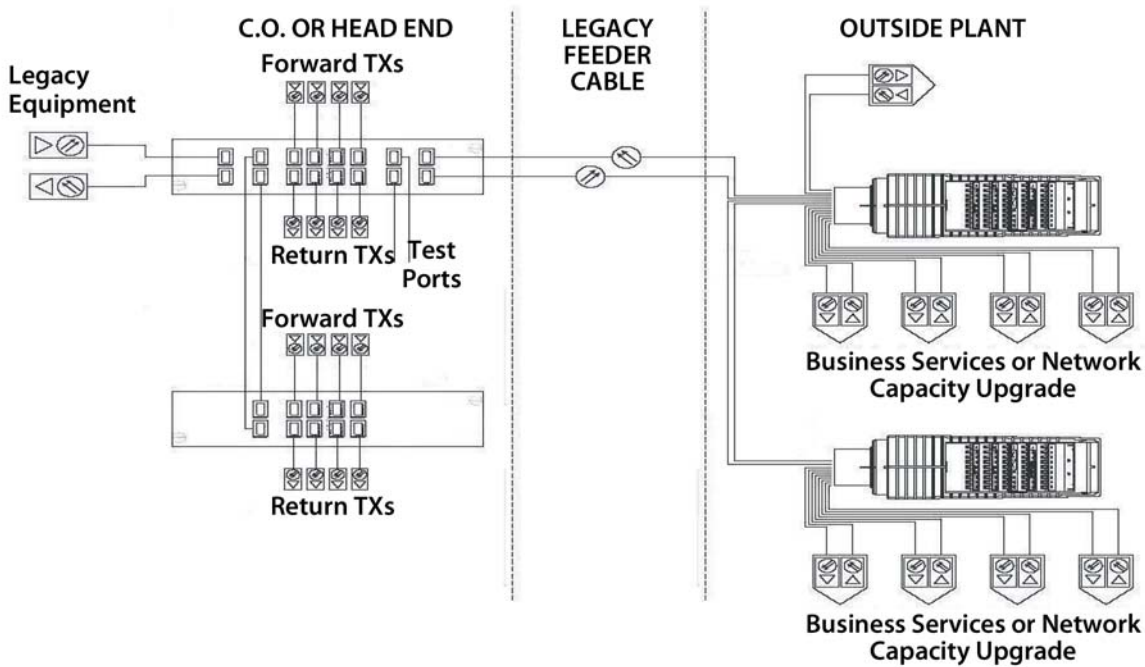 C.O. OR HEAD END
LEGACY
FEEDER
CABLE
OUTSIDE PLANT
Legacy
Equipment
Forward TXs
Return TXs
Test
Ports
Forward TXs
Return TXs
Business Services or Network
Capacity Upgrade
Business Services or Network
Capacity Upgrade